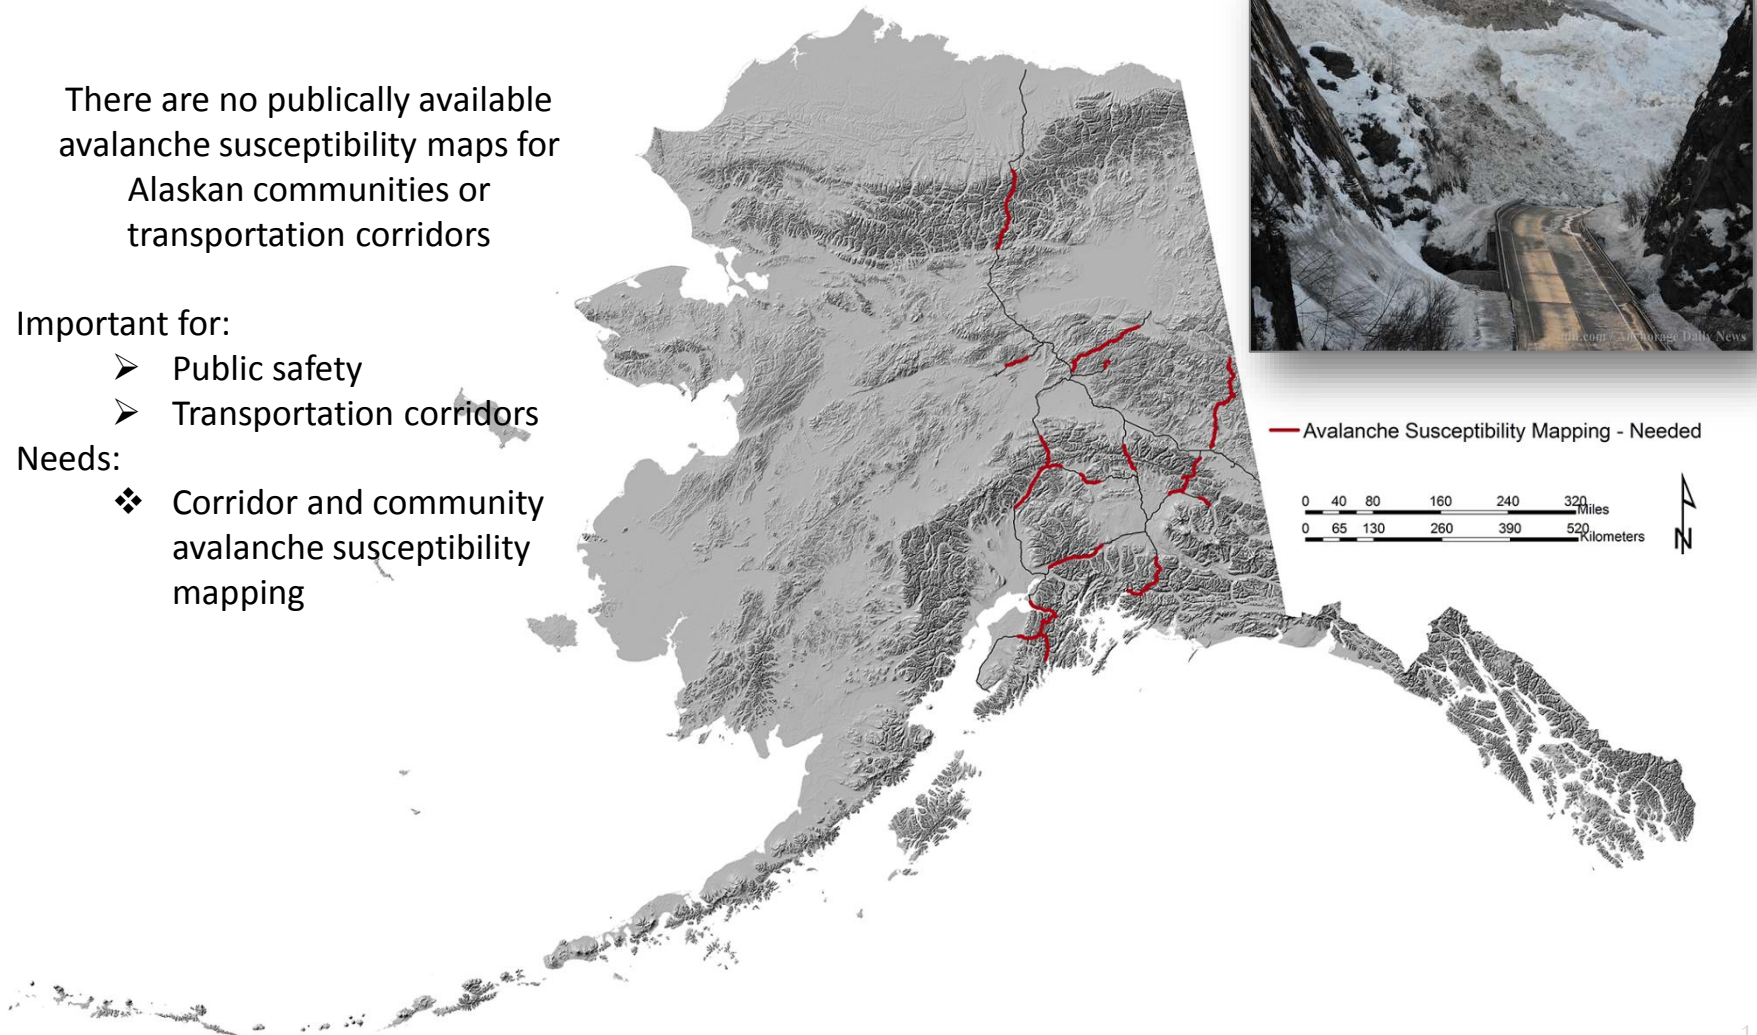 There are no publically available
avalanche susceptibility maps for
Alaskan communities or
transportation corridors
Important for:
➢ Public safety
➢ Transportation corridors
Needs:
❖ Corridor and community
avalanche susceptibility
mapping
Anchorage Daily News
Avalanche Susceptibility Mapping - Needed
0 40 80 160 240 320
Miles
0 65 130 260 390 520
Kilometers
N